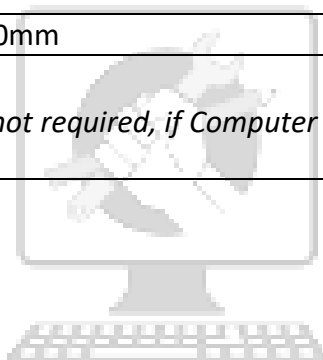 0mm
not required, if Computer